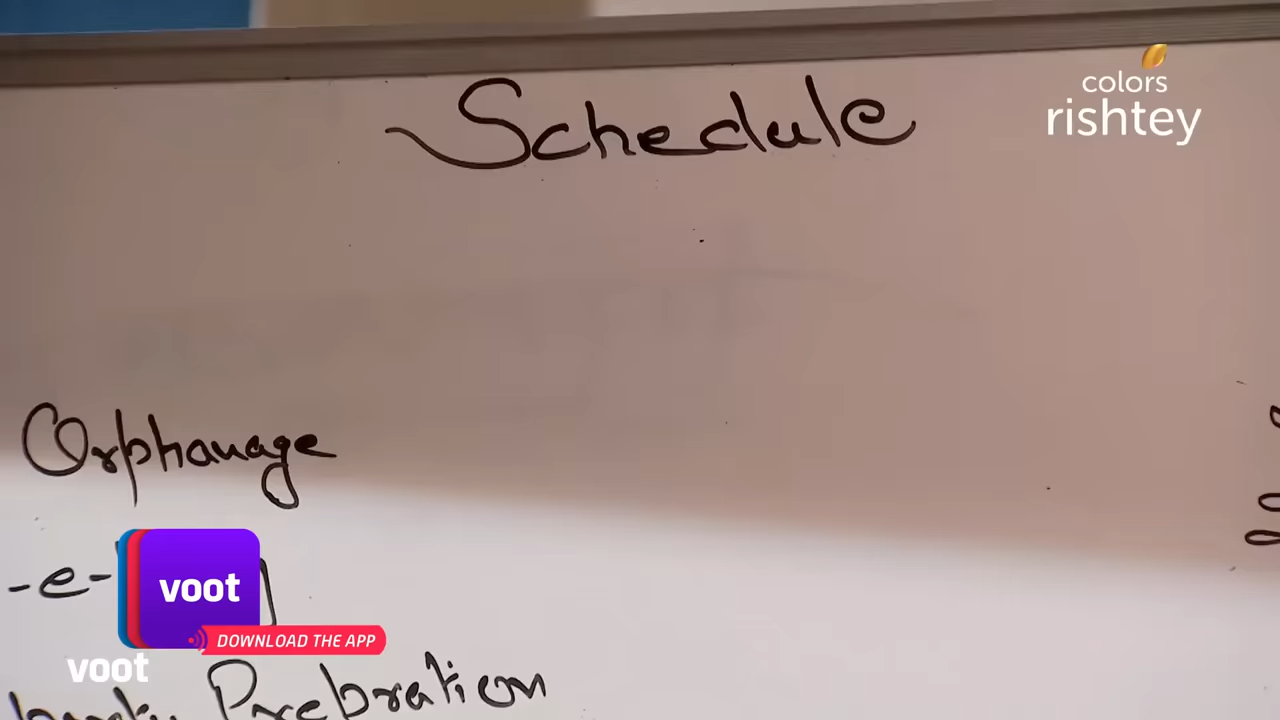 Schedule
colors
rishtey
Orphanage
-e-
voot
DOWNLOAD THE APP
voot
Prebration